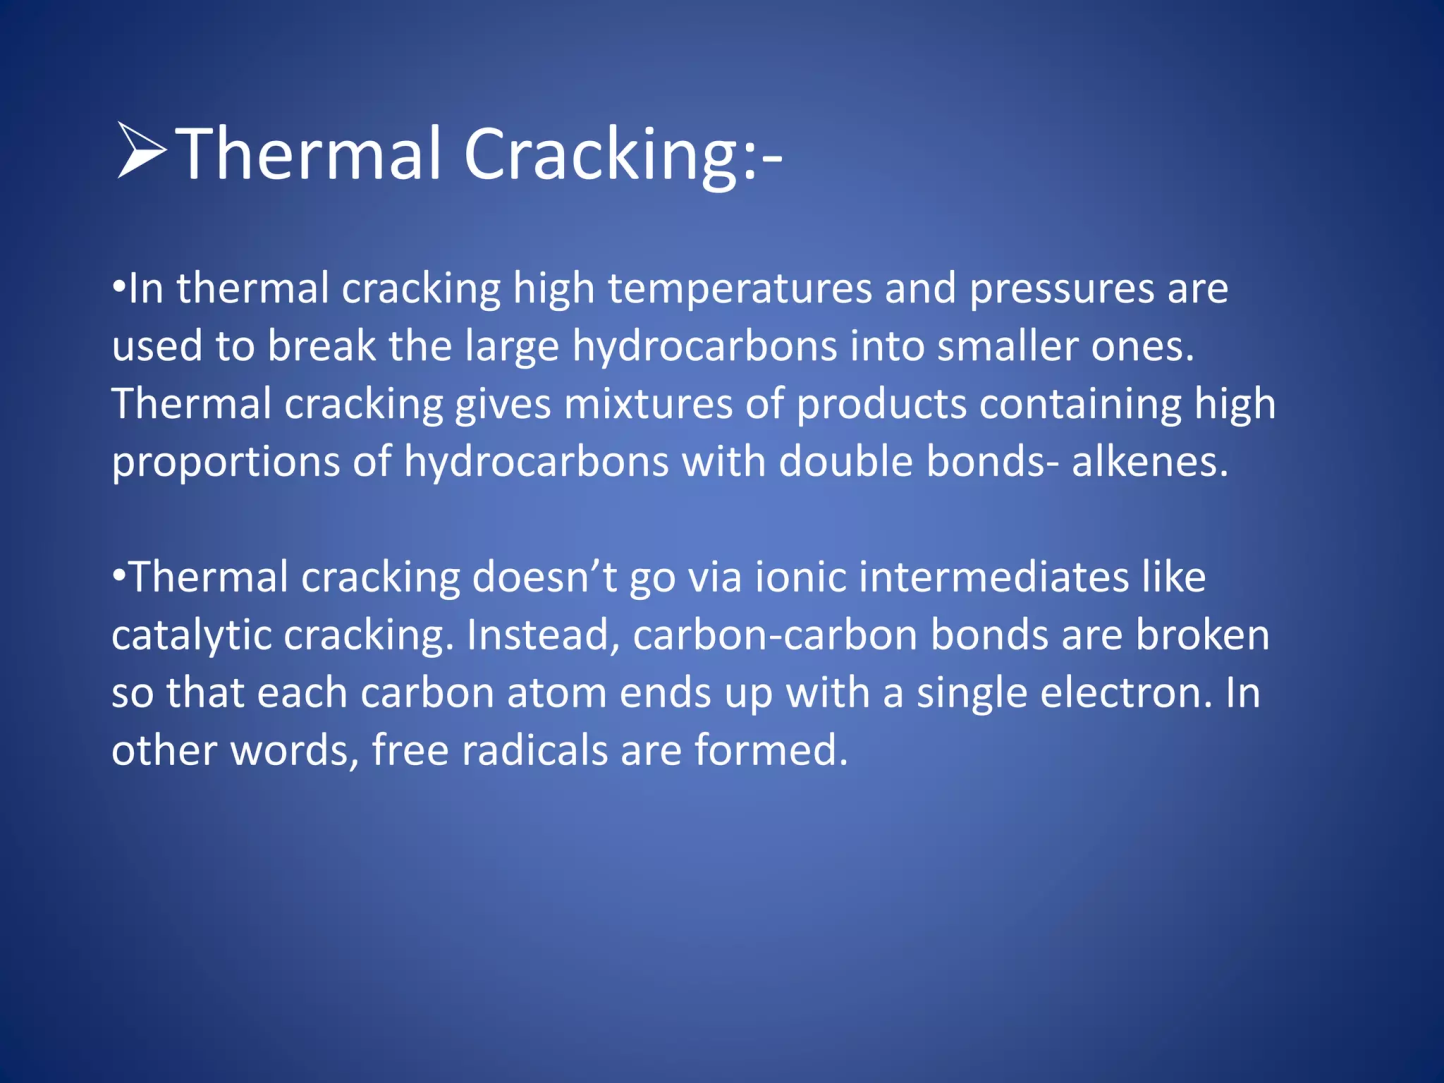 ➢Thermal Cracking:-
•In thermal cracking high temperatures and pressures are
used to break the large hydrocarbons into smaller ones.
Thermal cracking gives mixtures of products containing high
proportions of hydrocarbons with double bonds- alkenes.
•Thermal cracking doesn’t go via ionic intermediates like
catalytic cracking. Instead, carbon-carbon bonds are broken
so that each carbon atom ends up with a single electron. In
other words, free radicals are formed.